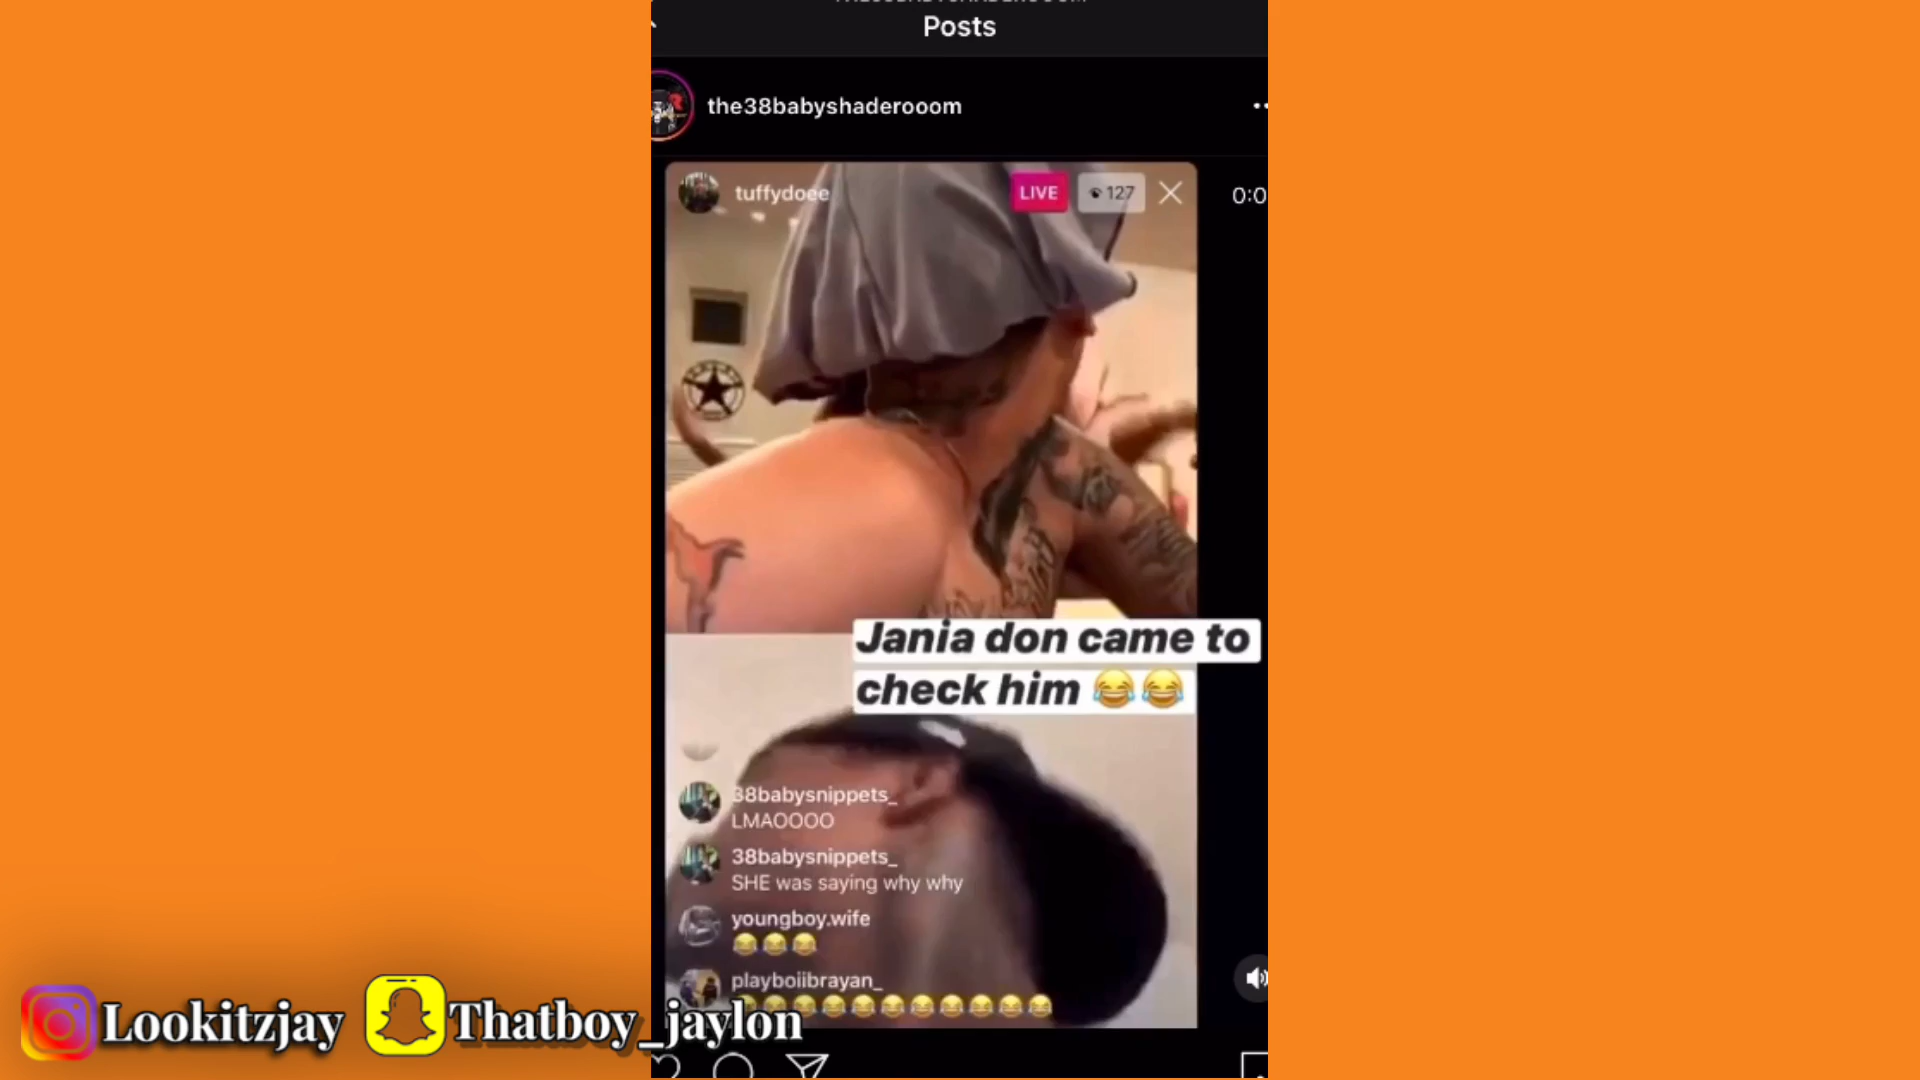 Posts
the38babyshaderooom
tuffydoee
LIVE
127
0:0
Jania don came to
check him 😂😂
38babysnippets_
LMAOOOO
38babysnippets_
SHE was saying why why
youngboy.wife
😂😂😂
playboiibrayan_
Lookitzjay
Thatboy_jaylon